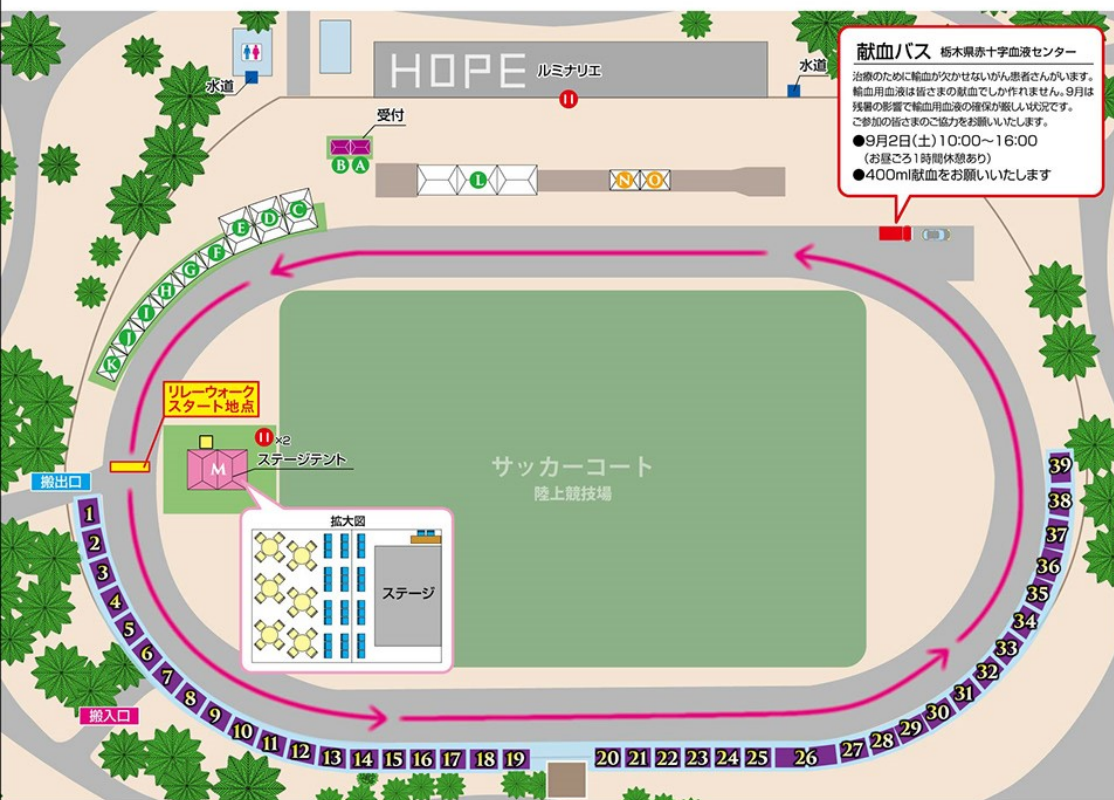 水道
HOPE
ルミナリエ
水道
献血バス 栃木県赤十字血液センター
治療のために輸血が欠かせないがん患者さんがいます。
輸血用血液は皆さまの献血でしか作れません。9月は
残暑の影響で輸血用血液の確保が厳しい状況です。
ご参加の皆さまのご協力をお願いいたします。
●9月2日(土)10:00〜16:00
(お昼ごろ1時間休憩あり)
●400ml献血をお願いいたします
受付
B A
L
N O
C
D
E
F
G
H
I
J
K
リレーウォーク
スタート地点
×2
ステージテント
M
サッカーコート
陸上競技場
搬出口
拡大図
ステージ
搬入口
1
2
3
4
5
6
7
8
9
10
11
12
13
14
15
16
17
18
19
20
21
22
23
24
25
26
27
28
29
30
31
32
33
34
35
36
37
38
39